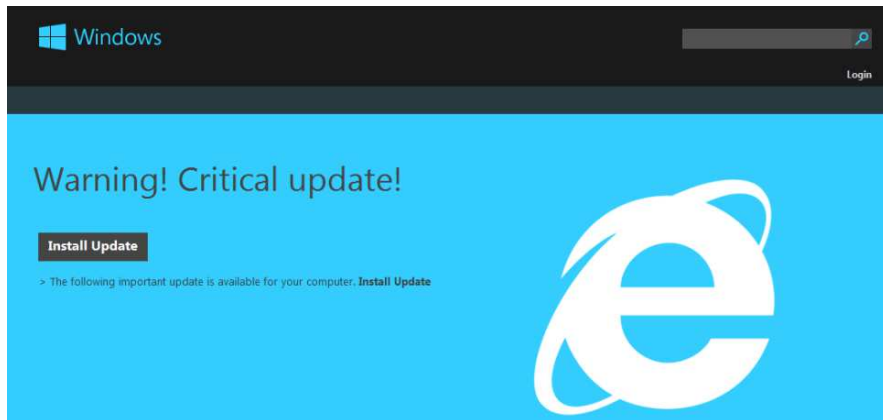 Windows
Login
Warning! Critical update!
Install Update
> The following important update is available for your computer. Install Update